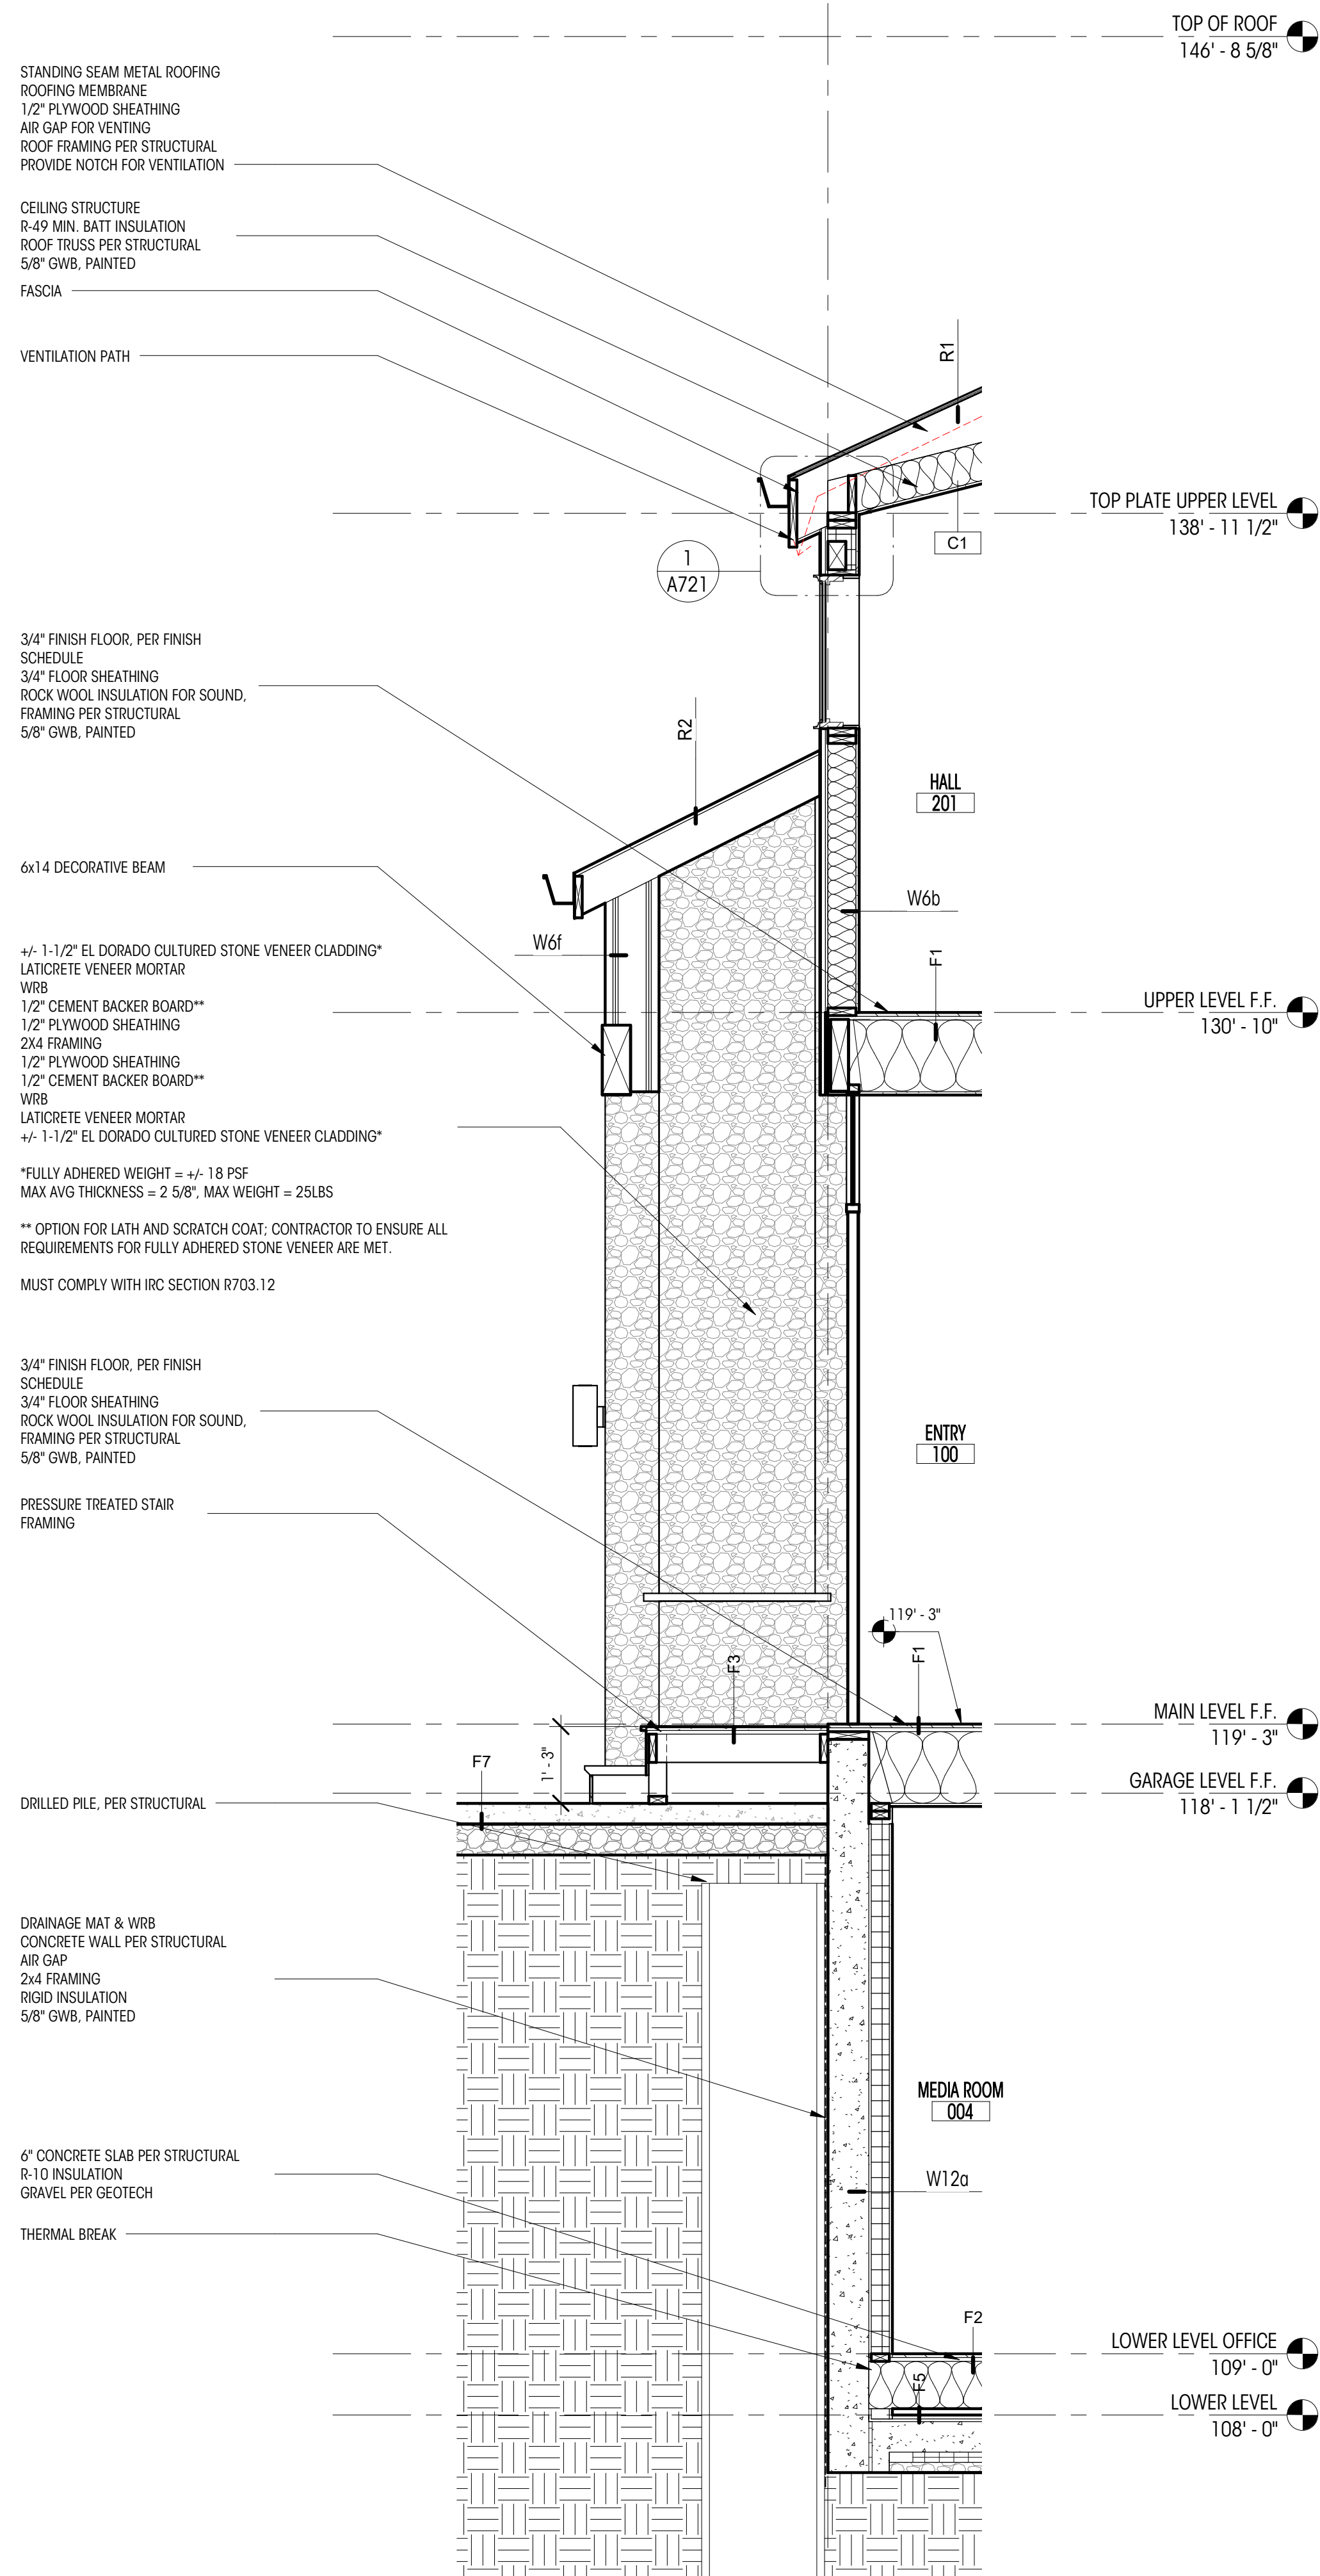 TOP OF ROOF
146' - 8 5/8"
STANDING SEAM METAL ROOFING
ROOFING MEMBRANE
1/2" PLYWOOD SHEATHING
AIR GAP FOR VENTING
ROOF FRAMING PER STRUCTURAL
PROVIDE NOTCH FOR VENTILATION
CEILING STRUCTURE
R-49 MIN. BATT INSULATION
ROOF TRUSS PER STRUCTURAL
5/8" GWB, PAINTED
FASCIA
VENTILATION PATH
R1
TOP PLATE UPPER LEVEL
138' - 11 1/2"
C1
1
A721
3/4" FINISH FLOOR, PER FINISH
SCHEDULE
3/4" FLOOR SHEATHING
ROCK WOOL INSULATION FOR SOUND,
FRAMING PER STRUCTURAL
5/8" GWB, PAINTED
R2
HALL
201
6x14 DECORATIVE BEAM
W6b
W6f
F1
+/- 1-1/2" EL DORADO CULTURED STONE VENEER CLADDING*
LATICRETE VENEER MORTAR
WRB
1/2" CEMENT BACKER BOARD**
1/2" PLYWOOD SHEATHING
2X4 FRAMING
1/2" PLYWOOD SHEATHING
1/2" CEMENT BACKER BOARD**
WRB
LATICRETE VENEER MORTAR
+/- 1-1/2" EL DORADO CULTURED STONE VENEER CLADDING*
*FULLY ADHERED WEIGHT = +/- 18 PSF
MAX AVG THICKNESS = 2 5/8", MAX WEIGHT = 25LBS
** OPTION FOR LATH AND SCRATCH COAT; CONTRACTOR TO ENSURE ALL
REQUIREMENTS FOR FULLY ADHERED STONE VENEER ARE MET.
MUST COMPLY WITH IRC SECTION R703.12
UPPER LEVEL F.F.
130' - 10"
3/4" FINISH FLOOR, PER FINISH
SCHEDULE
3/4" FLOOR SHEATHING
ROCK WOOL INSULATION FOR SOUND,
FRAMING PER STRUCTURAL
5/8" GWB, PAINTED
ENTRY
100
PRESSURE TREATED STAIR
FRAMING
119' - 3"
F3
F1
MAIN LEVEL F.F.
119' - 3"
1' - 3"
F7
GARAGE LEVEL F.F.
118' - 1 1/2"
DRILLED PILE, PER STRUCTURAL
DRAINAGE MAT & WRB
CONCRETE WALL PER STRUCTURAL
AIR GAP
2x4 FRAMING
RIGID INSULATION
5/8" GWB, PAINTED
MEDIA ROOM
004
6" CONCRETE SLAB PER STRUCTURAL
R-10 INSULATION
GRAVEL PER GEOTECH
W12a
THERMAL BREAK
F2
LOWER LEVEL OFFICE
109' - 0"
F5
LOWER LEVEL
108' - 0"